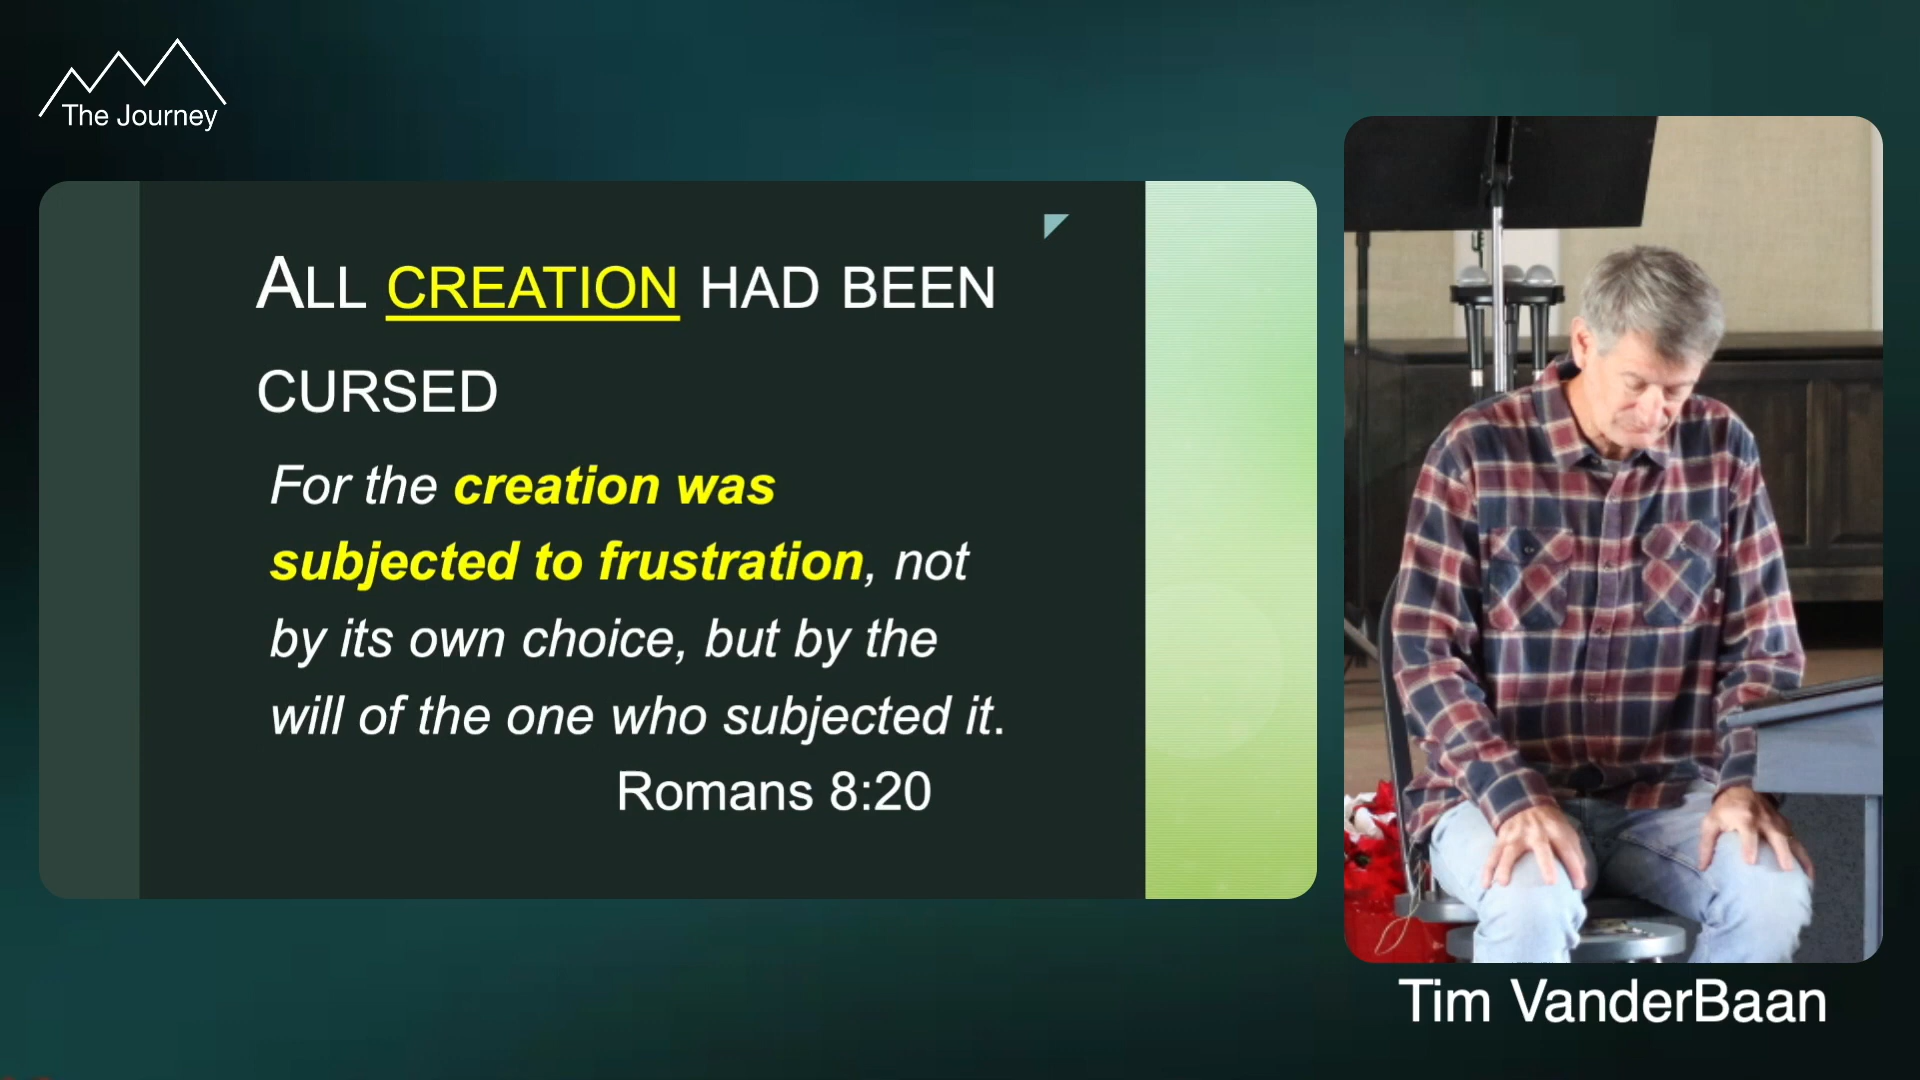 The Journey
ALL CREATION HAD BEEN
CURSED
For the creation was
subjected to frustration, not
by its own choice, but by the
will of the one who subjected it.
Romans 8:20
Tim VanderBaan